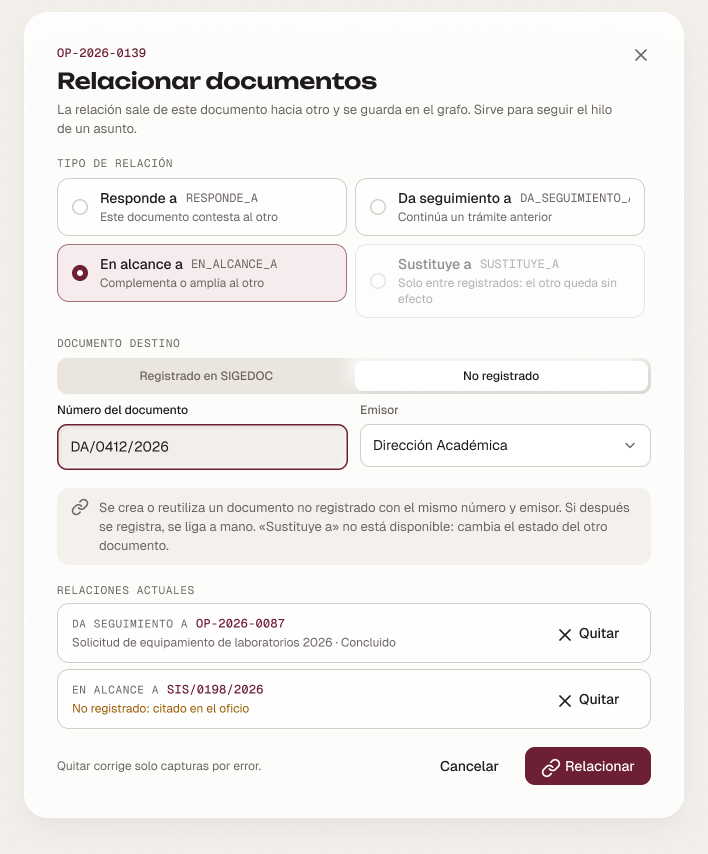 OP-2026-0139
Relacionar documentos
La relación sale de este documento hacia otro y se guarda en el grafo. Sirve para seguir el hilo
de un asunto.
TIPO DE RELACIÓN
Responde a RESPONDE_A
Este documento contesta al otro
Da seguimiento a DA_SEGUIMIENTO_
Continúa un trámite anterior
En alcance a EN_ALCANCE_A
Complementa o amplía al otro
Sustituye a SUSTITUYE_A
Solo entre registrados: el otro queda sin
efecto
DOCUMENTO DESTINO
Registrado en SIGEDOC
No registrado
Número del documento
Emisor
DA/0412/2026
Dirección Académica
Se crea o reutiliza un documento no registrado con el mismo número y emisor. Si después
se registra, se liga a mano. «Sustituye a» no está disponible: cambia el estado del otro
documento.
RELACIONES ACTUALES
DA SEGUIMIENTO A OP-2026-0087
Solicitud de equipamiento de laboratorios 2026 · Concluido
Quitar
EN ALCANCE A SIS/0198/2026
No registrado: citado en el oficio
Quitar
Quitar corrige solo capturas por error.
Cancelar
Relacionar